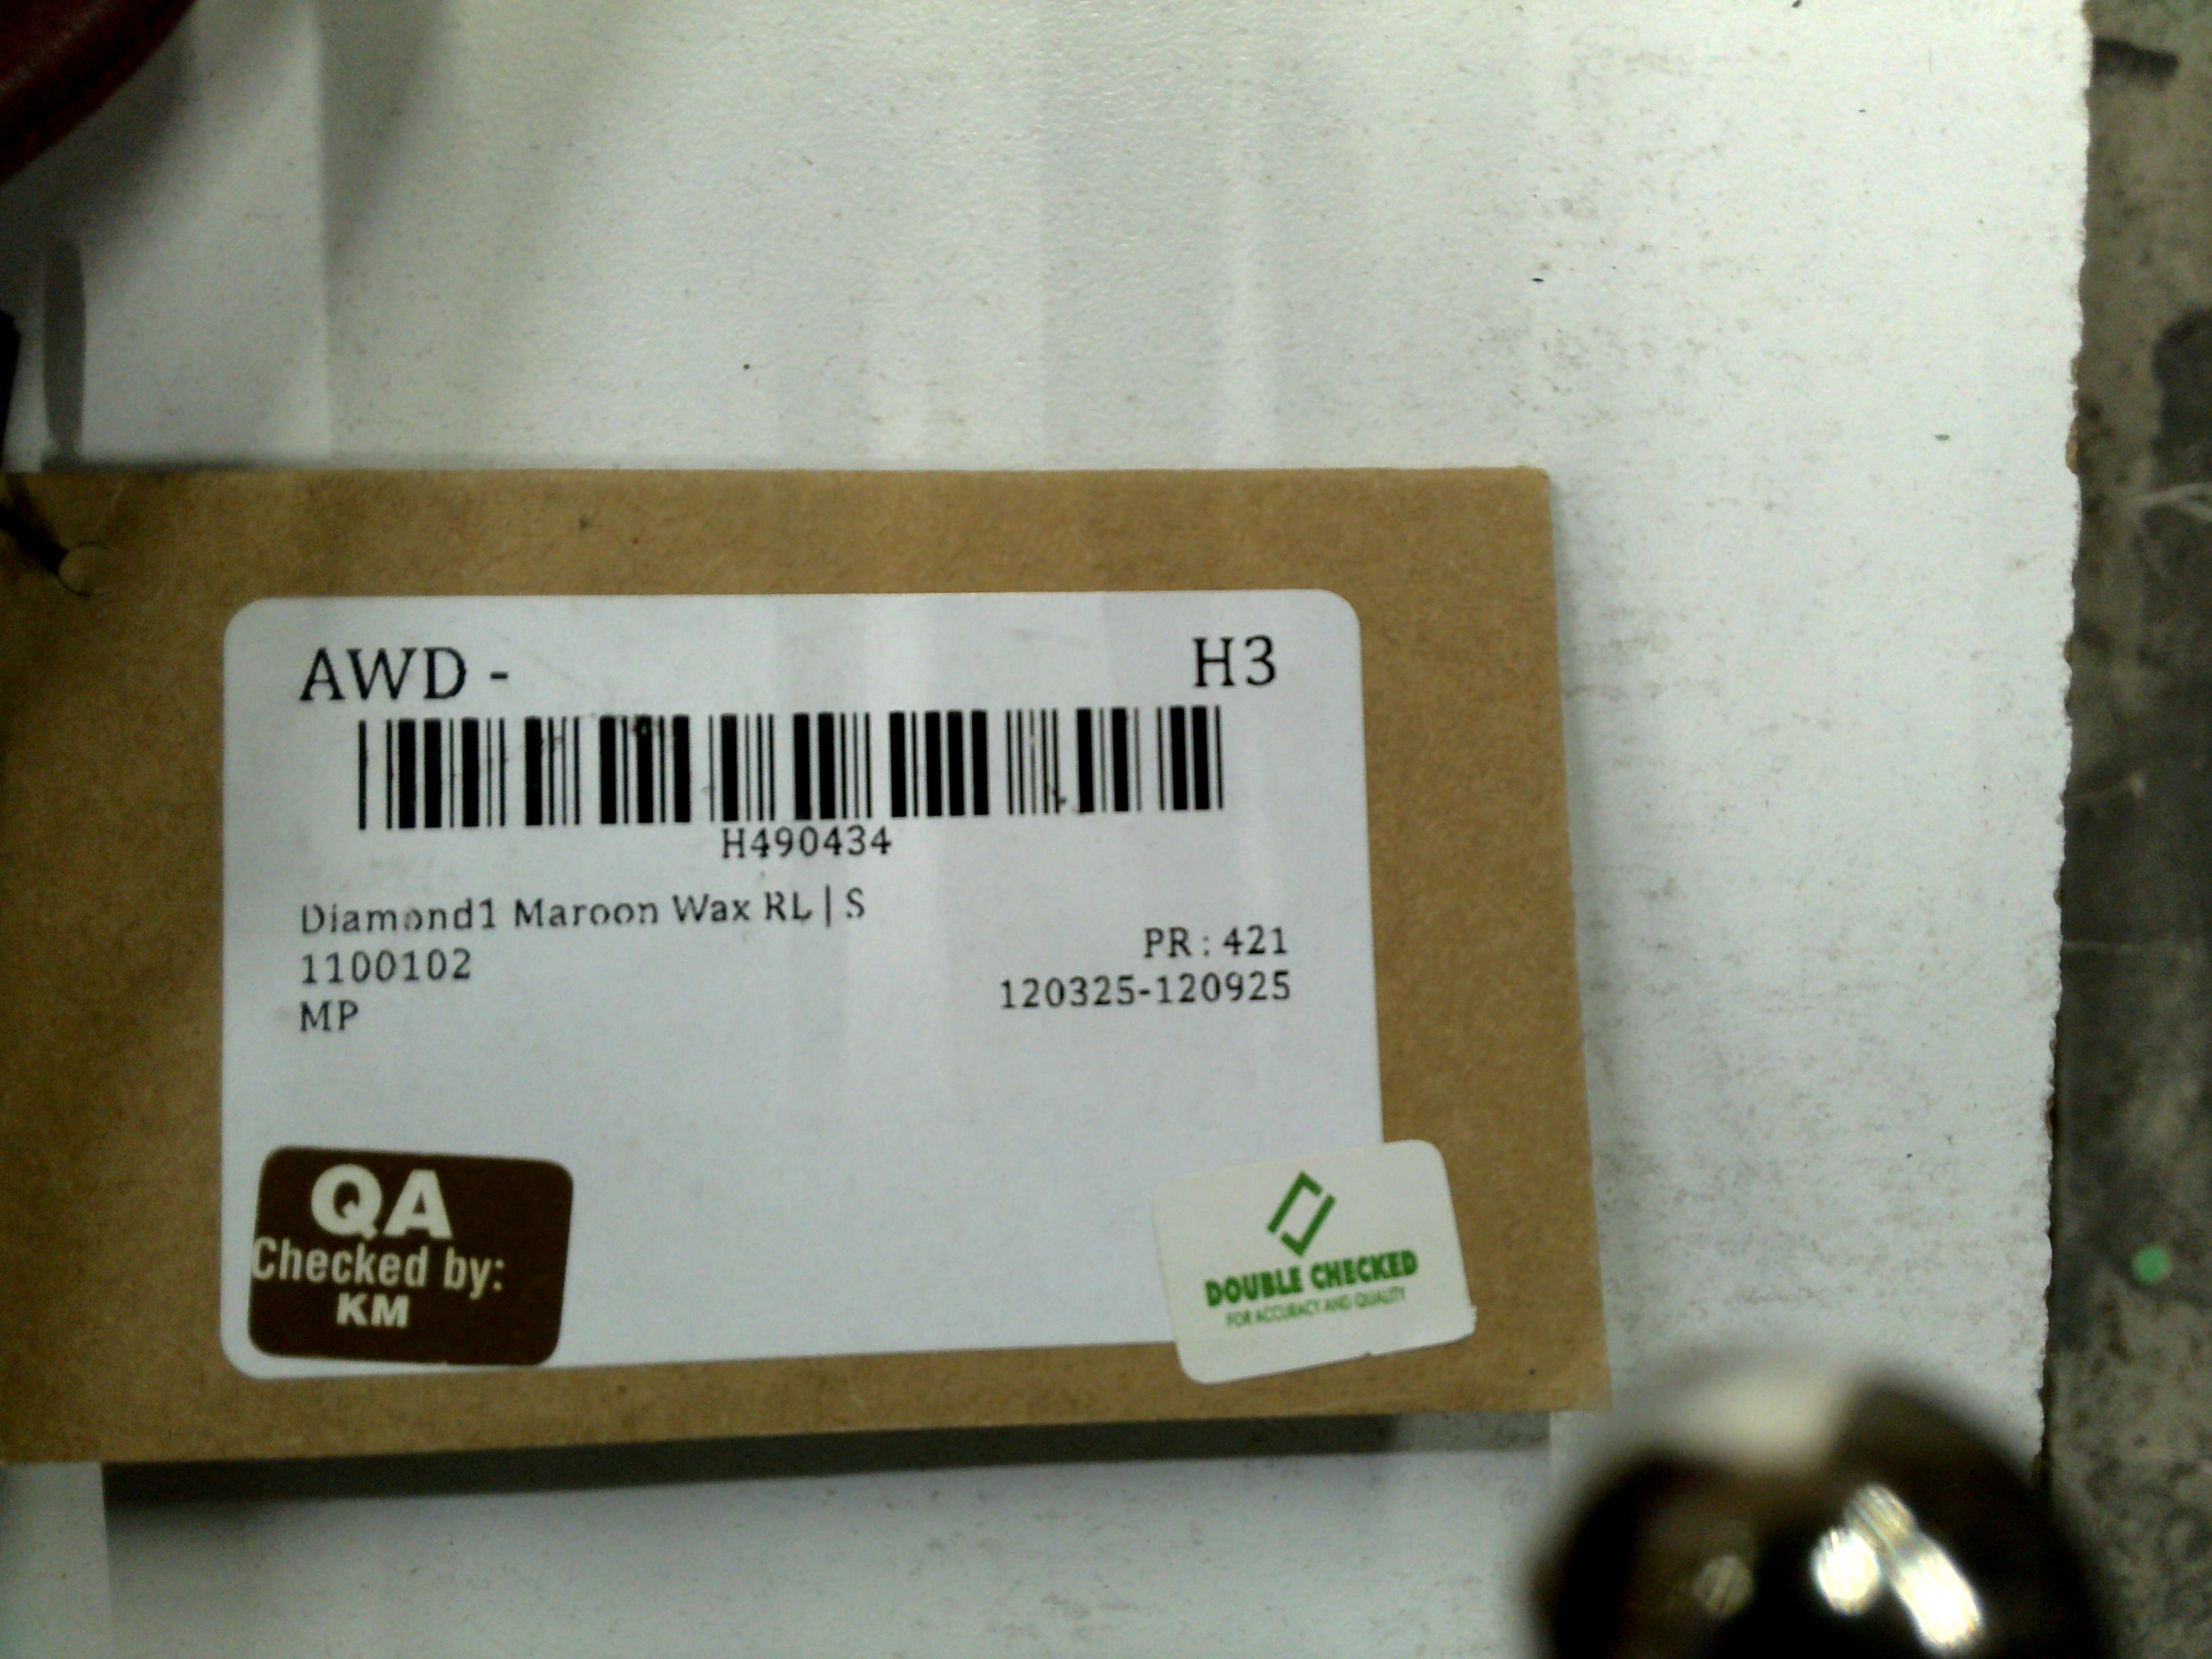 AWD - H3
H490434
Diamond1 Maroon Wax RL | S
1100102
PR : 421
MP
120325-120925
QA
Checked by:
KM
DOUBLE CHECKED
FOR ACCURACY AND QUALITY